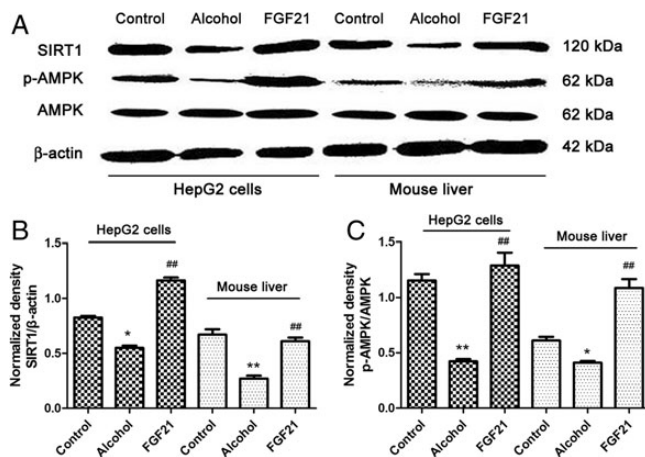 A
Control Alcohol FGF21 Control Alcohol FGF21
SIRT1 120 kDa
p-AMPK 62 kDa
AMPK 62 kDa
β-actin 42 kDa
HepG2 cells Mouse liver
B
HepG2 cells
Mouse liver
Normalized density
SIRT1/β-actin
1.5
1.0
0.5
0.0
* ## ** ##
Control Alcohol FGF21 Control Alcohol FGF21
C
HepG2 cells
Mouse liver
Normalized density
p-AMPK/AMPK
1.5
1.0
0.5
0.0
** ## * ##
Control Alcohol FGF21 Control Alcohol FGF21